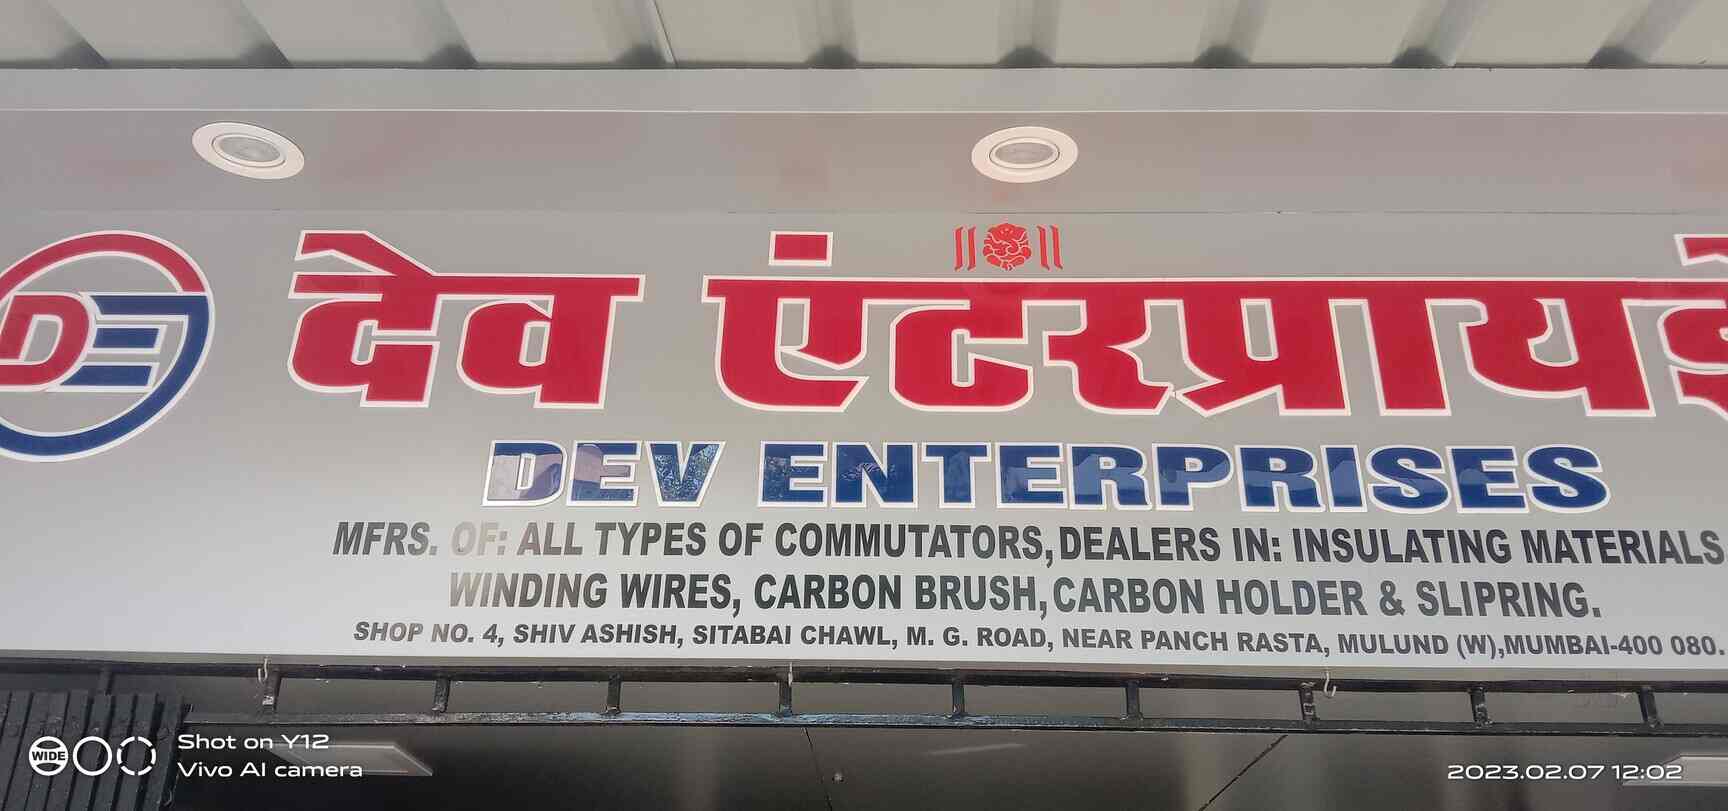 DE
देव एंटरप्राय
DEV ENTERPRISES
MFRS. OF: ALL TYPES OF COMMUTATORS, DEALERS IN: INSULATING MATERIALS
WINDING WIRES, CARBON BRUSH, CARBON HOLDER & SLIPRING.
SHOP NO. 4, SHIV ASHISH, SITABAI CHAWL, M. G. ROAD, NEAR PANCH RASTA, MULUND (W), MUMBAI-400 080.
WIDE
Shot on Y12
Vivo AI camera
2023.02.07 12:02